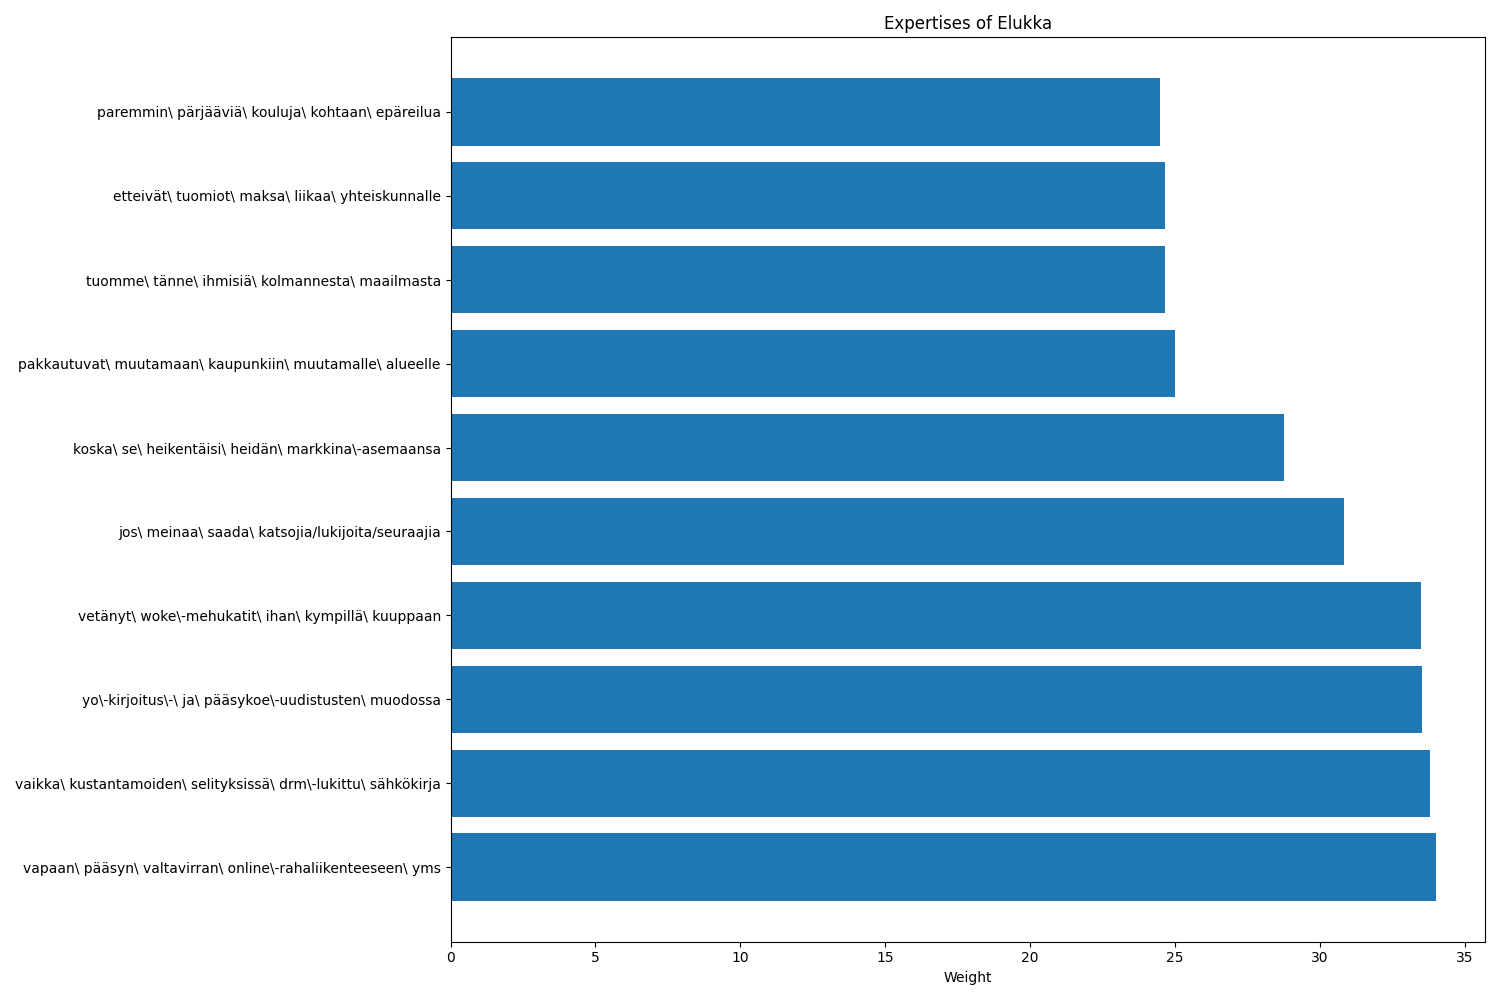 Expertises of Elukka
paremmin\ pärjääviä\ kouluja\ kohtaan\ epäreilua
etteivät\ tuomiot\ maksa\ liikaa\ yhteiskunnalle
tuomme\ tänne\ ihmisiä\ kolmannesta\ maailmasta
pakkautuvat\ muutamaan\ kaupunkiin\ muutamalle\ alueelle
koska\ se\ heikentäisi\ heidän\ markkina\-asemaansa
jos\ meinaa\ saada\ katsojia/lukijoita/seuraajia
vetänyt\ woke\-mehukatit\ ihan\ kympillä\ kuuppaan
yo\-kirjoitus\-\ ja\ pääsykoe\-uudistusten\ muodossa
vaikka\ kustantamoiden\ selityksissä\ drm\-lukittu\ sähkökirja
vapaan\ pääsyn\ valtavirran\ online\-rahaliikenteeseen\ yms
0 5 10 15 20 25 30 35
Weight